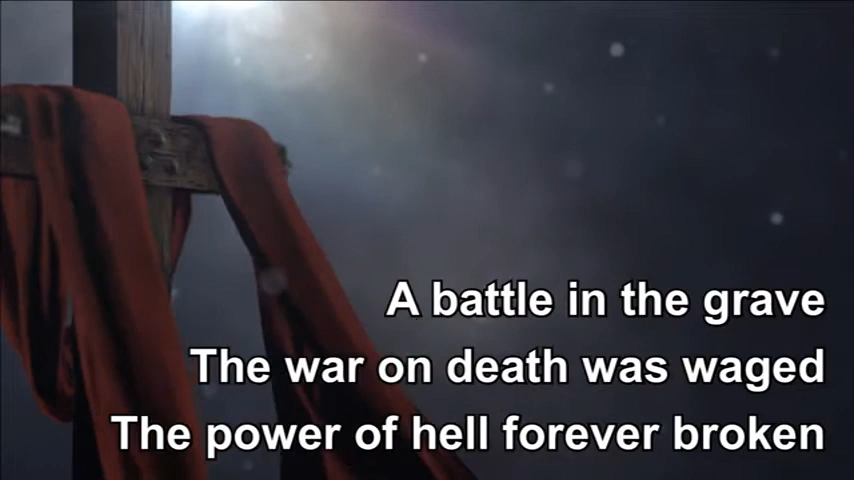 A battle in the grave
The war on death was waged
The power of hell forever broken